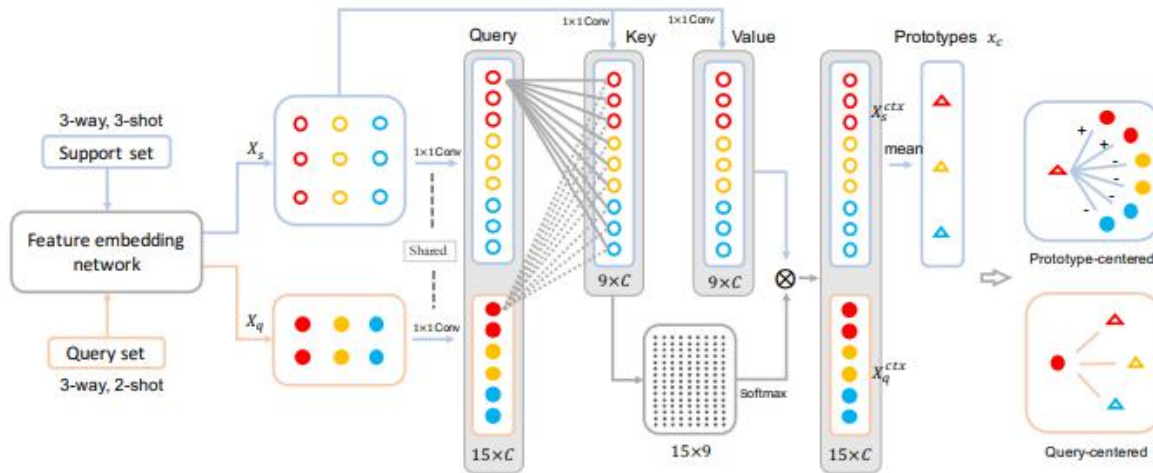 1×1 Conv
1×1 Conv
Query
Key
Value
Prototypes x_c
3-way, 3-shot
Support set
X_s
1×1 Conv
X_s^{ctx}
mean
+
+
-
-
-
-
Feature embedding
network
Shared
Prototype-centered
9×C
9×C
X_q
1×1 Conv
Query set
3-way, 2-shot
X_q^{ctx}
Softmax
15×C
15×9
15×C
Query-centered